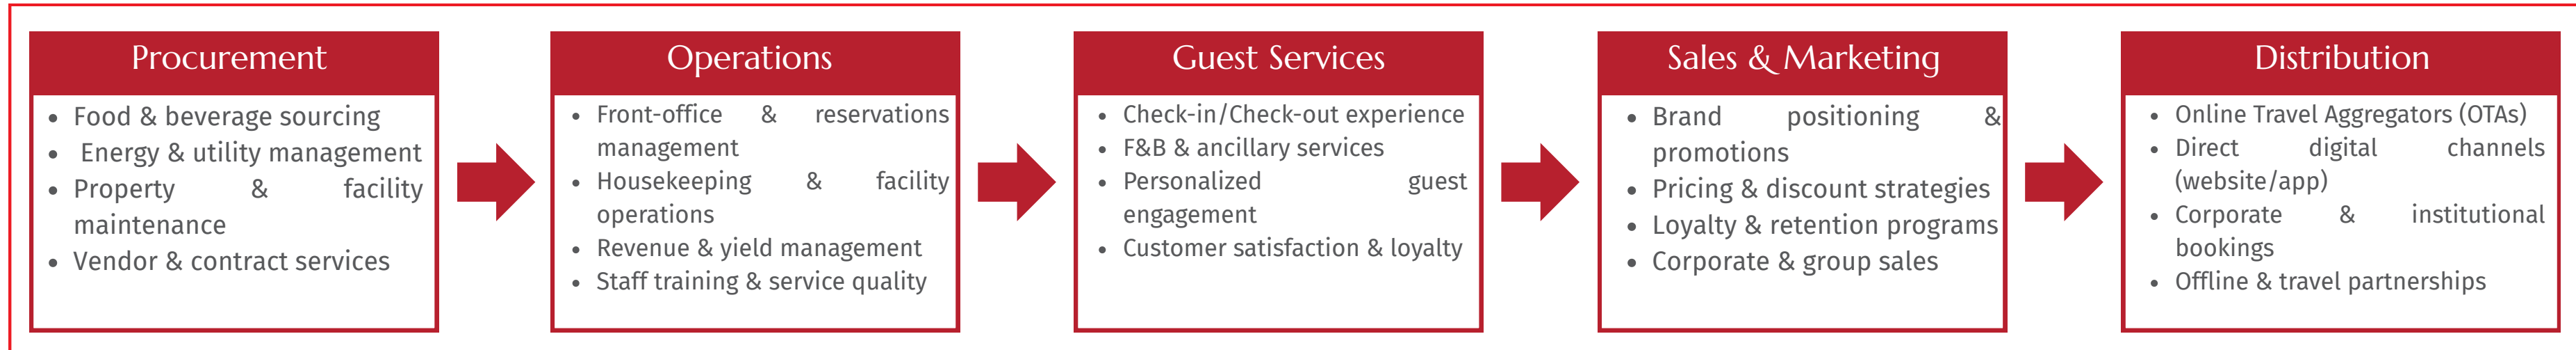 Procurement
• Food & beverage sourcing
• Energy & utility management
• Property & facility
maintenance
• Vendor & contract services
Operations
• Front-office & reservations
management
• Housekeeping & facility
operations
• Revenue & yield management
• Staff training & service quality
Guest Services
• Check-in/Check-out experience
• F&B & ancillary services
• Personalized guest
engagement
• Customer satisfaction & loyalty
Sales & Marketing
• Brand positioning &
promotions
• Pricing & discount strategies
• Loyalty & retention programs
• Corporate & group sales
Distribution
• Online Travel Aggregators (OTAs)
• Direct digital channels
(website/app)
• Corporate & institutional
bookings
• Offline & travel partnerships